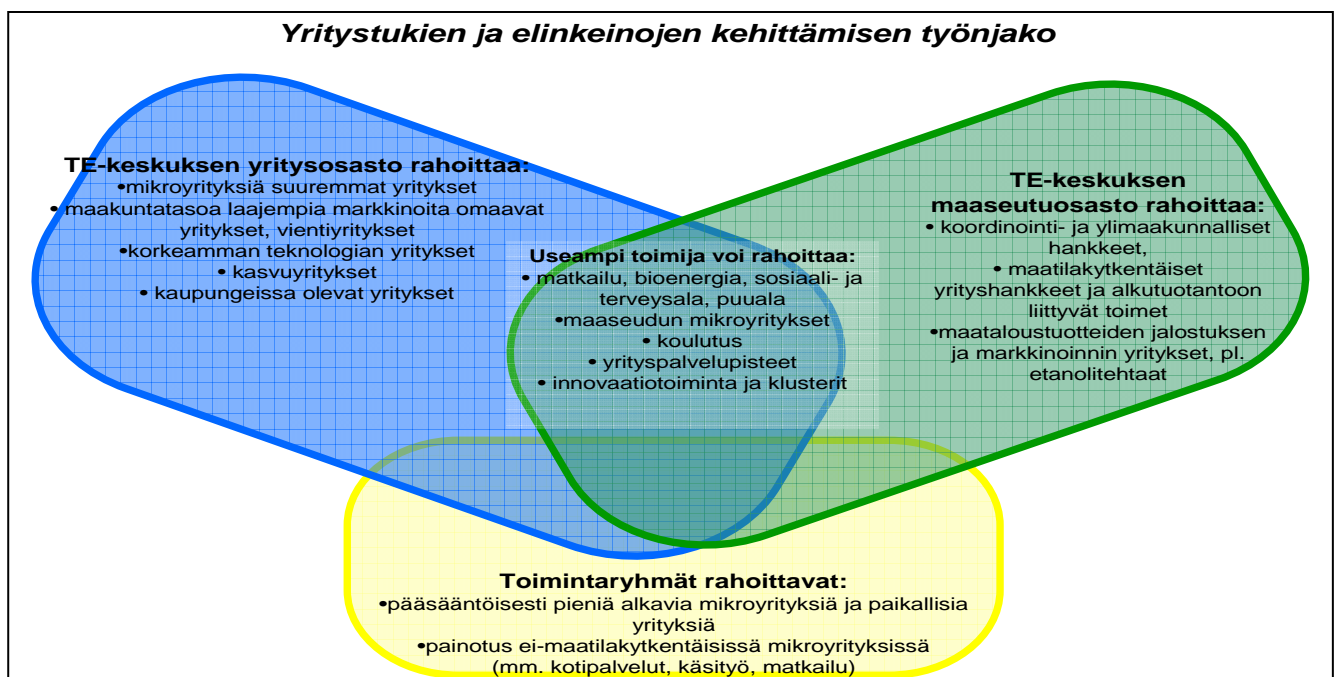 Yritystukien ja elinkeinojen kehittämisen työnjako
TE-keskuksen yritysosasto rahoittaa:
•mikroyrityksiä suuremmat yritykset
• maakuntatasoa laajempia markkinoita omaavat
yritykset, vientiyritykset
•korkeamman teknologian yritykset
• kasvuyritykset
• kaupungeissa olevat yritykset
Useampi toimija voi rahoittaa:
• matkailu, bioenergia, sosiaali- ja
terveysala, puuala
•maaseudun mikroyritykset
• koulutus
• yrityspalvelupisteet
• innovaatiotoiminta ja klusterit
TE-keskuksen
maaseutuosasto rahoittaa:
• koordinointi- ja ylimaakunnalliset
hankkeet,
• maatilakytkentäiset
yrityshankkeet ja alkutuotantoon
liittyvät toimet
•maataloustuotteiden jalostuksen
ja markkinoinnin yritykset, pl.
etanolitehtaat
Toimintaryhmät rahoittavat:
•pääsääntöisesti pieniä alkavia mikroyrityksiä ja paikallisia
yrityksiä
•painotus ei-maatilakytkentäisissä mikroyrityksissä
(mm. kotipalvelut, käsityö, matkailu)